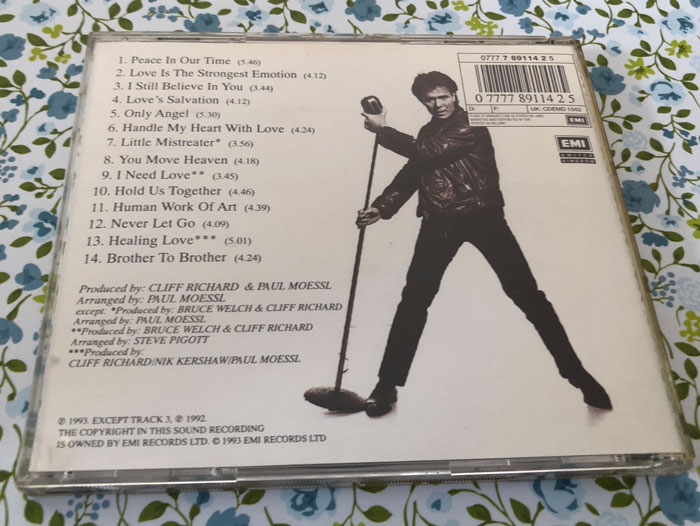 1. Peace In Our Time (5.46)
2. Love Is The Strongest Emotion (4.12)
3. I Still Believe In You (3.44)
4. Love's Salvation (4.12)
5. Only Angel (5.30)
6. Handle My Heart With Love (4.24)
7. Little Mistreater* (3.56)
8. You Move Heaven (4.18)
9. I Need Love** (3.45)
10. Hold Us Together (4.46)
11. Human Work Of Art (4.39)
12. Never Let Go (4.09)
13. Healing Love*** (5.01)
14. Brother To Brother (4.24)
Produced by: CLIFF RICHARD & PAUL MOESSL
Arranged by: PAUL MOESSL
except: *Produced by: BRUCE WELCH & CLIFF RICHARD
Arranged by: PAUL MOESSL
**Produced by: BRUCE WELCH & CLIFF RICHARD
Arranged by: STEVE PIGOTT
***Produced by:
CLIFF RICHARD/NIK KERSHAW/PAUL MOESSL
℗ 1993. EXCEPT TRACK 3, ℗ 1992.
THE COPYRIGHT IN THIS SOUND RECORDING
IS OWNED BY EMI RECORDS LTD. © 1993 EMI RECORDS LTD
0777 7 89114 2 5
0 7777 89114 2 5
D: F: UK: CDEMD 1043
EMI
EMI
UNITED
KINGDOM